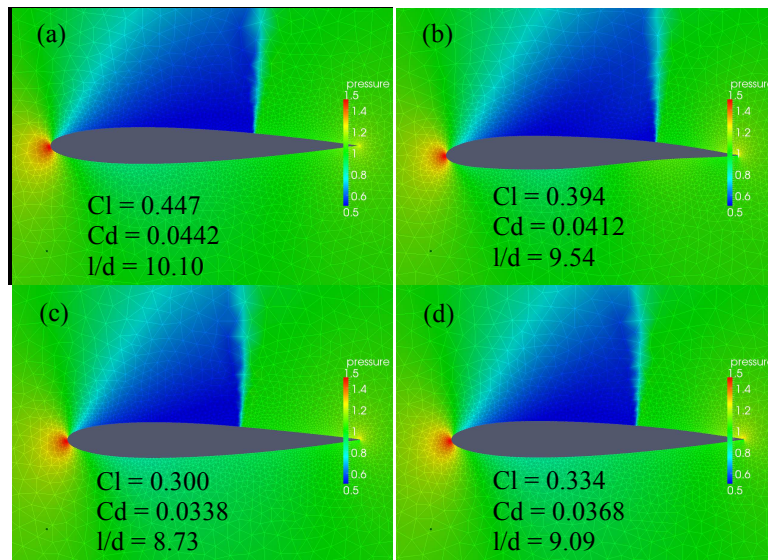 (a)
pressure
1.5
1.4
1.2
1
0.8
0.6
0.5
Cl = 0.447
Cd = 0.0442
l/d = 10.10
(b)
pressure
1.5
1.4
1.2
1
0.8
0.6
0.5
Cl = 0.394
Cd = 0.0412
l/d = 9.54
(c)
pressure
1.5
1.4
1.2
1
0.8
0.6
0.5
Cl = 0.300
Cd = 0.0338
l/d = 8.73
(d)
pressure
1.5
1.4
1.2
1
0.8
0.6
0.5
Cl = 0.334
Cd = 0.0368
l/d = 9.09